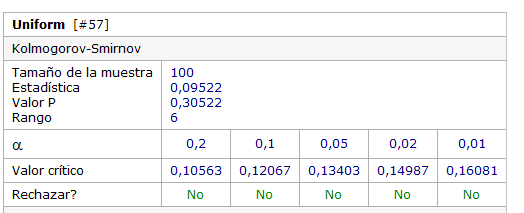 Uniform [#57]
Kolmogorov-Smirnov
Tamaño de la muestra 100
Estadística 0,09522
Valor P 0,30522
Rango 6
α 0,2 0,1 0,05 0,02 0,01
Valor crítico 0,10563 0,12067 0,13403 0,14987 0,16081
Rechazar? No No No No No